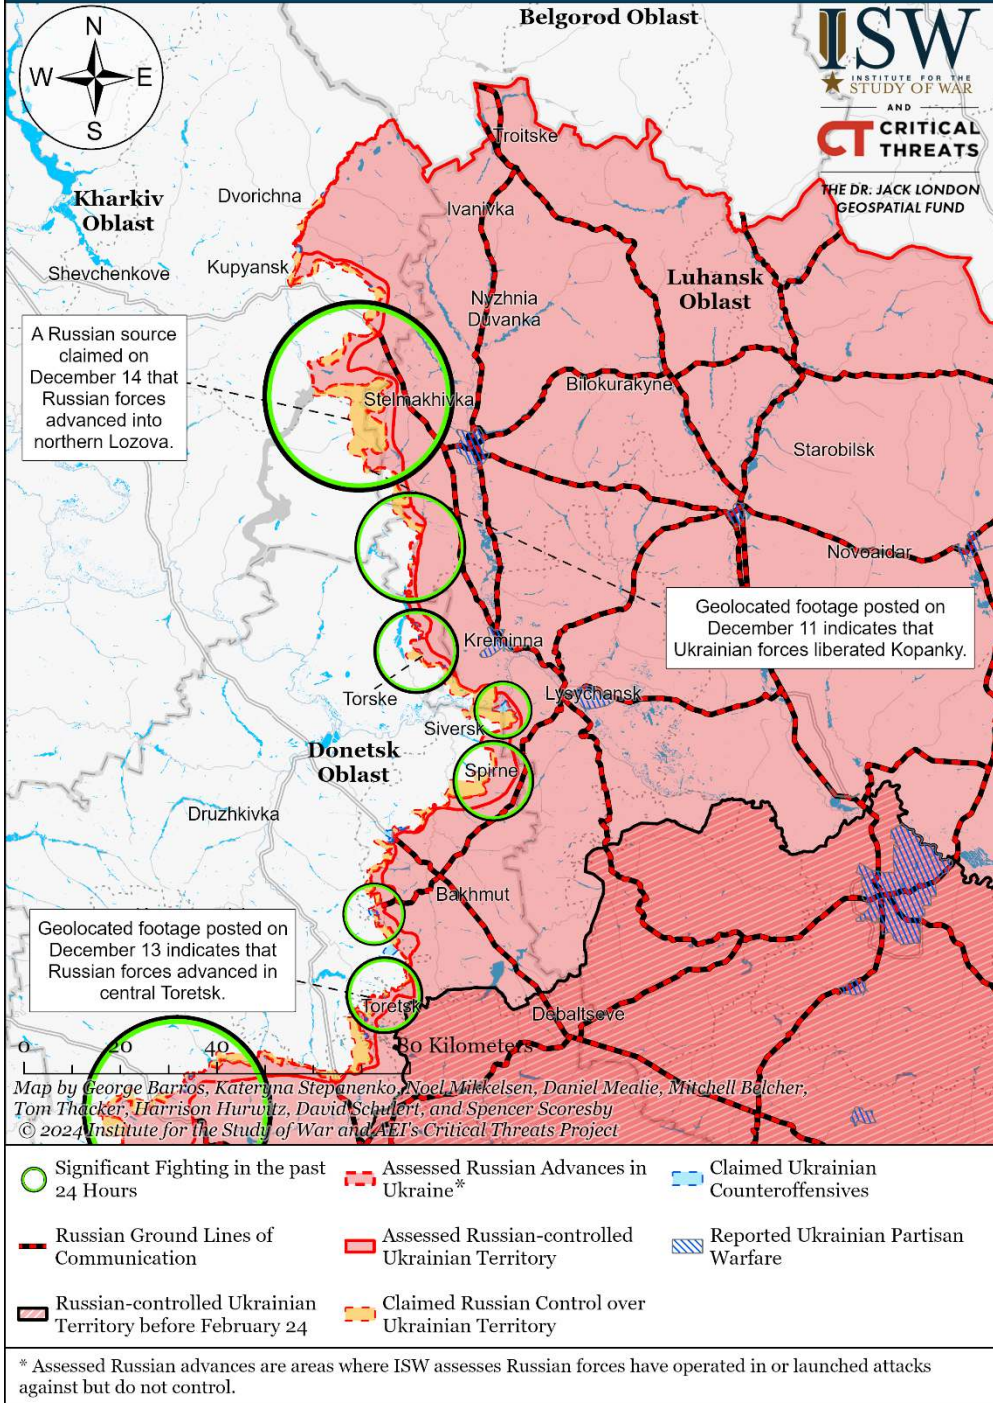 Belgorod Oblast
ISW
INSTITUTE FOR THE
STUDY OF WAR
AND
CT CRITICAL
THREATS
THE DR. JACK LONDON
GEOSPATIAL FUND
N
W
E
S
Troitske
Dvorichna
Kharkiv
Oblast
Ivanivka
Shevchenkove
Kupyansk
Luhansk
Oblast
Nyzhnia
Duvanka
A Russian source
claimed on
December 14 that
Russian forces
advanced into
northern Lozova.
Bilokurakyne
Stelmakhivka
Starobilsk
Novoaidar
Geolocated footage posted on
December 11 indicates that
Ukrainian forces liberated Kopanky.
Kreminna
Torske
Lysychansk
Siversk
Donetsk
Oblast
Spirne
Druzhkivka
Bakhmut
Geolocated footage posted on
December 13 indicates that
Russian forces advanced in
central Toretsk.
Toretsk
Debaltseve
0 20 40 80 Kilometers
Map by George Barros, Kateryna Stepanenko, Noel Mikkelsen, Daniel Mealie, Mitchell Belcher,
Tom Thacker, Harrison Hurwitz, David Schulert, and Spencer Scoresby
© 2024 Institute for the Study of War and AEI's Critical Threats Project
Significant Fighting in the past
24 Hours
Assessed Russian Advances in
Ukraine*
Claimed Ukrainian
Counteroffensives
Russian Ground Lines of
Communication
Assessed Russian-controlled
Ukrainian Territory
Reported Ukrainian Partisan
Warfare
Russian-controlled Ukrainian
Territory before February 24
Claimed Russian Control over
Ukrainian Territory
* Assessed Russian advances are areas where ISW assesses Russian forces have operated in or launched attacks
against but do not control.